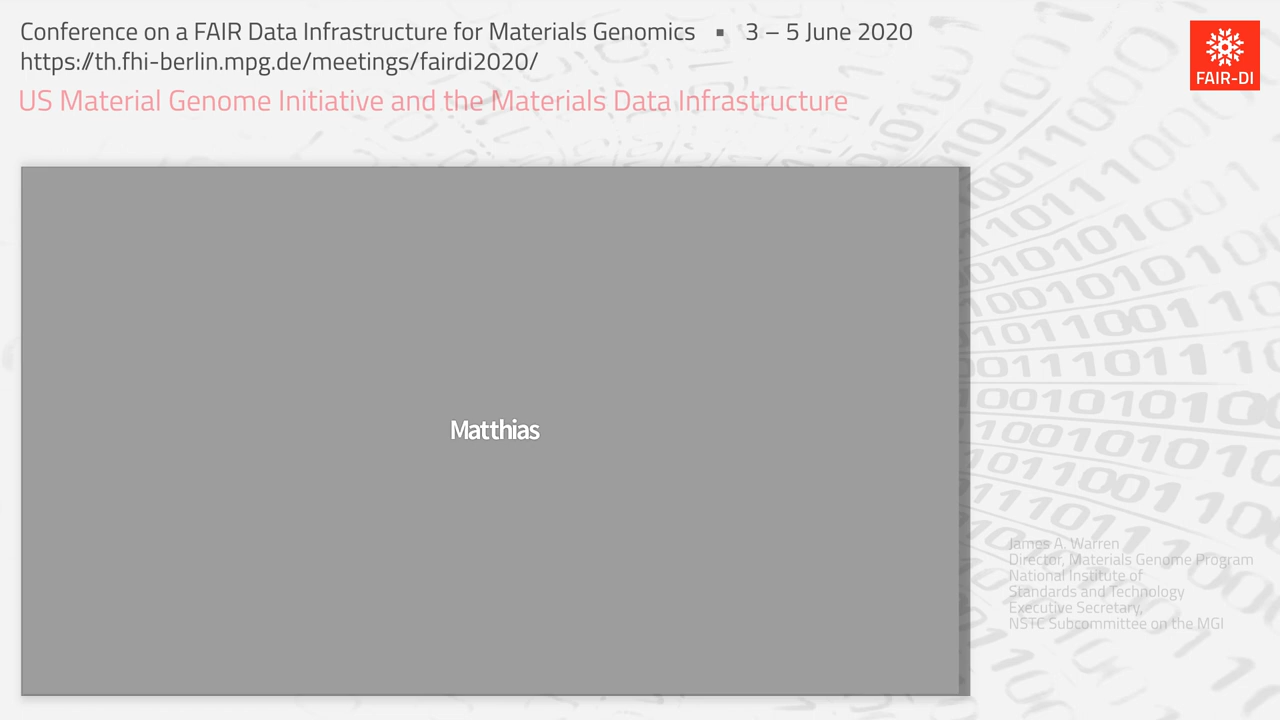 Conference on a FAIR Data Infrastructure for Materials Genomics ▪ 3 – 5 June 2020
https://th.fhi-berlin.mpg.de/meetings/fairdi2020/
FAIR-DI
US Material Genome Initiative and the Materials Data Infrastructure
Matthias
James A. Warren
Director, Materials Genome Program
National Institute of
Standards and Technology
Executive Secretary,
NSTC Subcommittee on the MGI